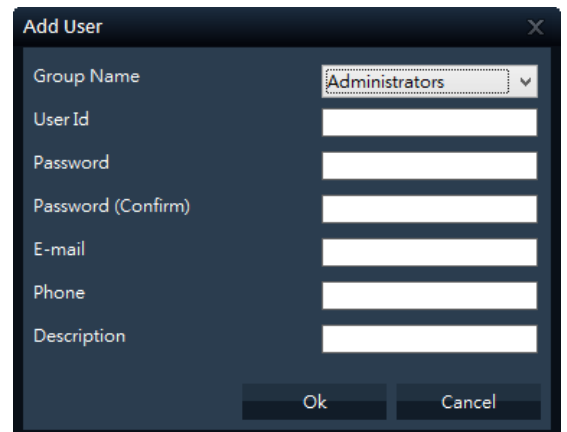 Add User
Group Name Administrators
User Id
Password
Password (Confirm)
E-mail
Phone
Description
Ok Cancel